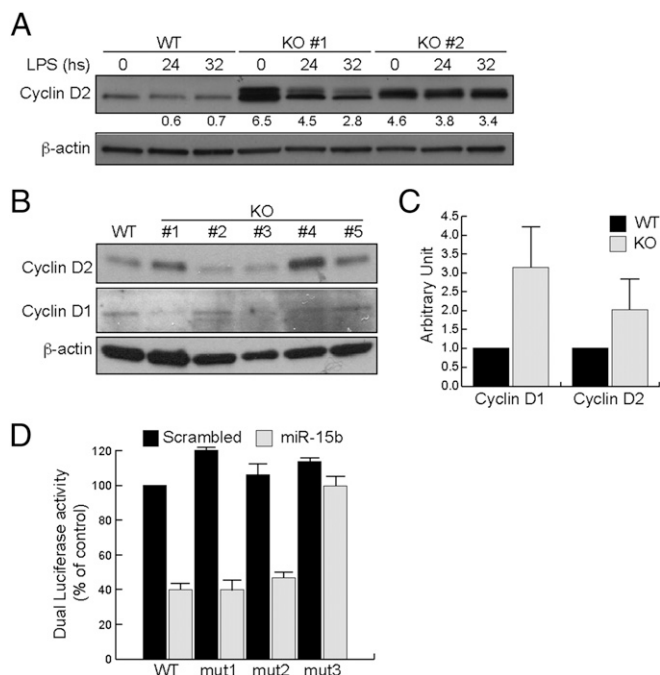 A
WT KO #1 KO #2
LPS (hs) 0 24 32 0 24 32 0 24 32
Cyclin D2
0.6 0.7 6.5 4.5 2.8 4.6 3.8 3.4
β-actin
B
KO
WT #1 #2 #3 #4 #5
Cyclin D2
Cyclin D1
β-actin
C
WT
KO
Arbitrary Unit
4.5
4.0
3.5
3.0
2.5
2.0
1.5
1.0
0.5
0.0
Cyclin D1 Cyclin D2
D
Scrambled miR-15b
Dual Luciferase activity
(% of control)
120
100
80
60
40
20
0
WT mut1 mut2 mut3